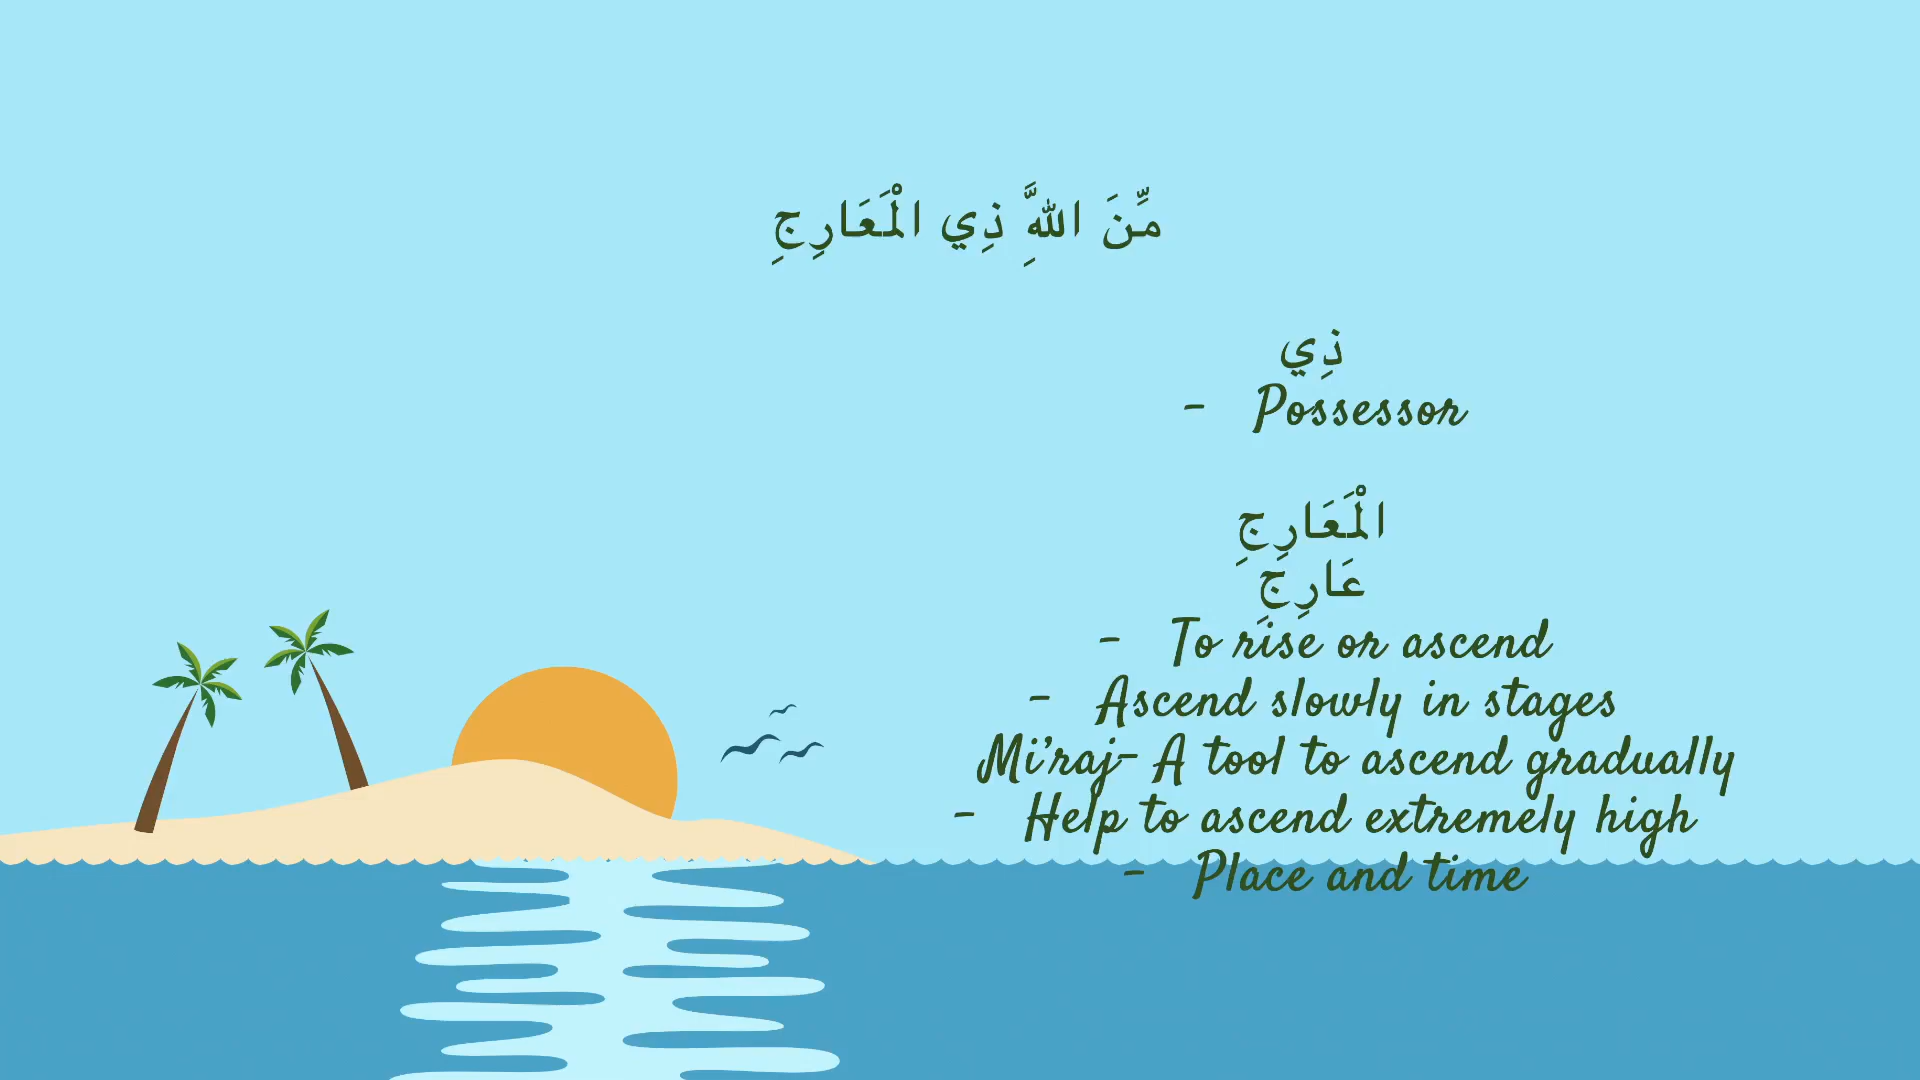 مِّنَ اللَّهِ ذِي الْمَعَارِجِ
ذِي
- Possessor
الْمَعَارِجِ
عَارِجِ
- To rise or ascend
- Ascend slowly in stages
Mi’raj- A tool to ascend gradually
- Help to ascend extremely high
- Place and time